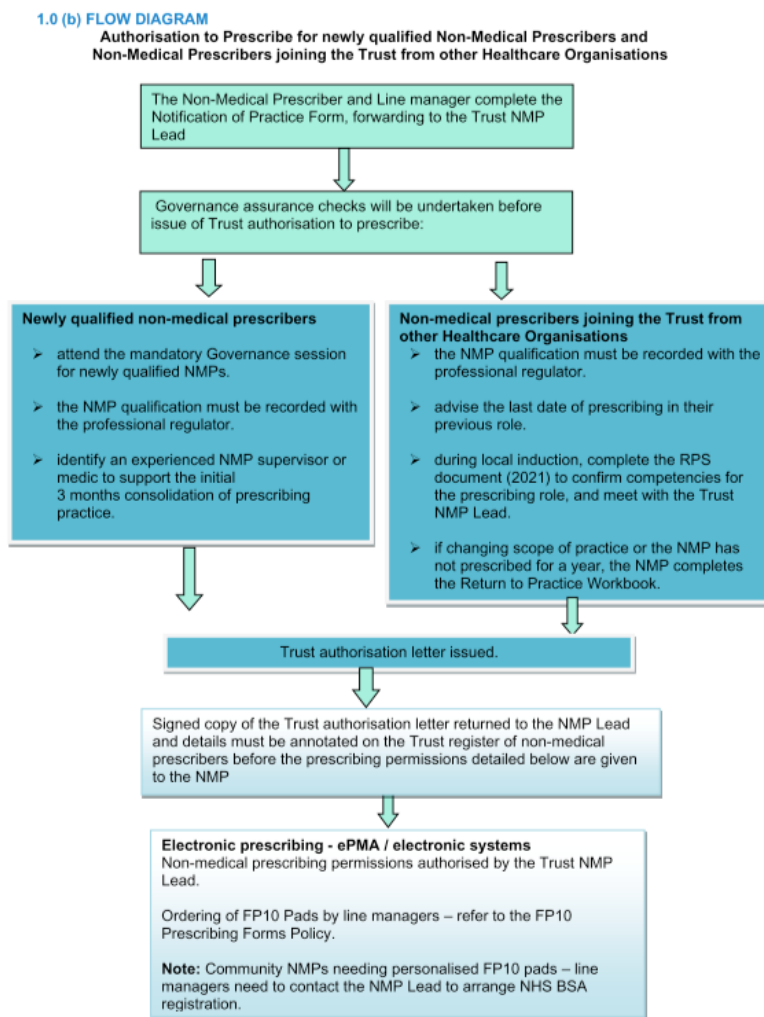 1.0 (b) FLOW DIAGRAM
Authorisation to Prescribe for newly qualified Non-Medical Prescribers and
Non-Medical Prescribers joining the Trust from other Healthcare Organisations
The Non-Medical Prescriber and Line manager complete the
Notification of Practice Form, forwarding to the Trust NMP
Lead
Governance assurance checks will be undertaken before
issue of Trust authorisation to prescribe:
Newly qualified non-medical prescribers
➢ attend the mandatory Governance session
for newly qualified NMPs.
➢ the NMP qualification must be recorded with
the professional regulator.
➢ identify an experienced NMP supervisor or
medic to support the initial
3 months consolidation of prescribing
practice.
Non-medical prescribers joining the Trust from
other Healthcare Organisations
➢ the NMP qualification must be recorded with the
professional regulator.
➢ advise the last date of prescribing in their
previous role.
➢ during local induction, complete the RPS
document (2021) to confirm competencies for
the prescribing role, and meet with the Trust
NMP Lead.
➢ if changing scope of practice or the NMP has
not prescribed for a year, the NMP completes
the Return to Practice Workbook.
Trust authorisation letter issued.
Signed copy of the Trust authorisation letter returned to the NMP Lead
and details must be annotated on the Trust register of non-medical
prescribers before the prescribing permissions detailed below are given
to the NMP
Electronic prescribing - ePMA / electronic systems
Non-medical prescribing permissions authorised by the Trust NMP
Lead.
Ordering of FP10 Pads by line managers – refer to the FP10
Prescribing Forms Policy.
Note: Community NMPs needing personalised FP10 pads – line
managers need to contact the NMP Lead to arrange NHS BSA
registration.